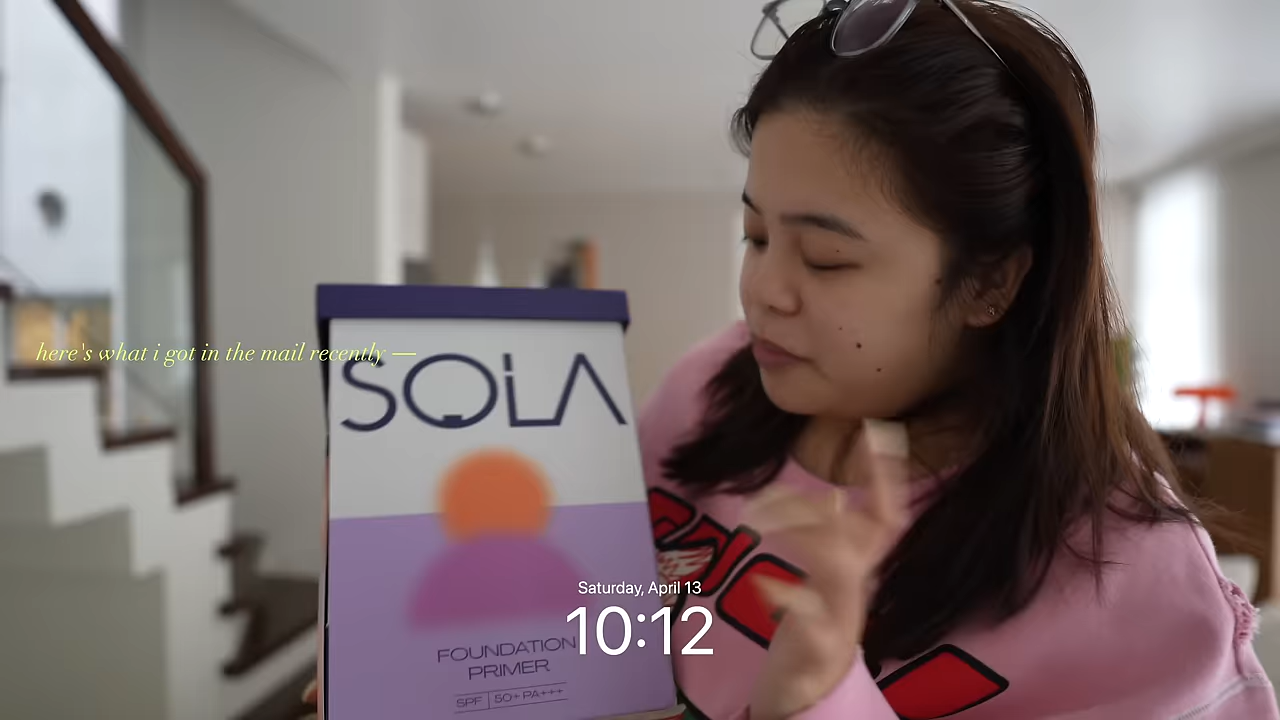 here's what i got in the mail recently —
SOLA
Saturday, April 13
10:12
FOUNDATION
PRIMER
SPF 50+ PA+++